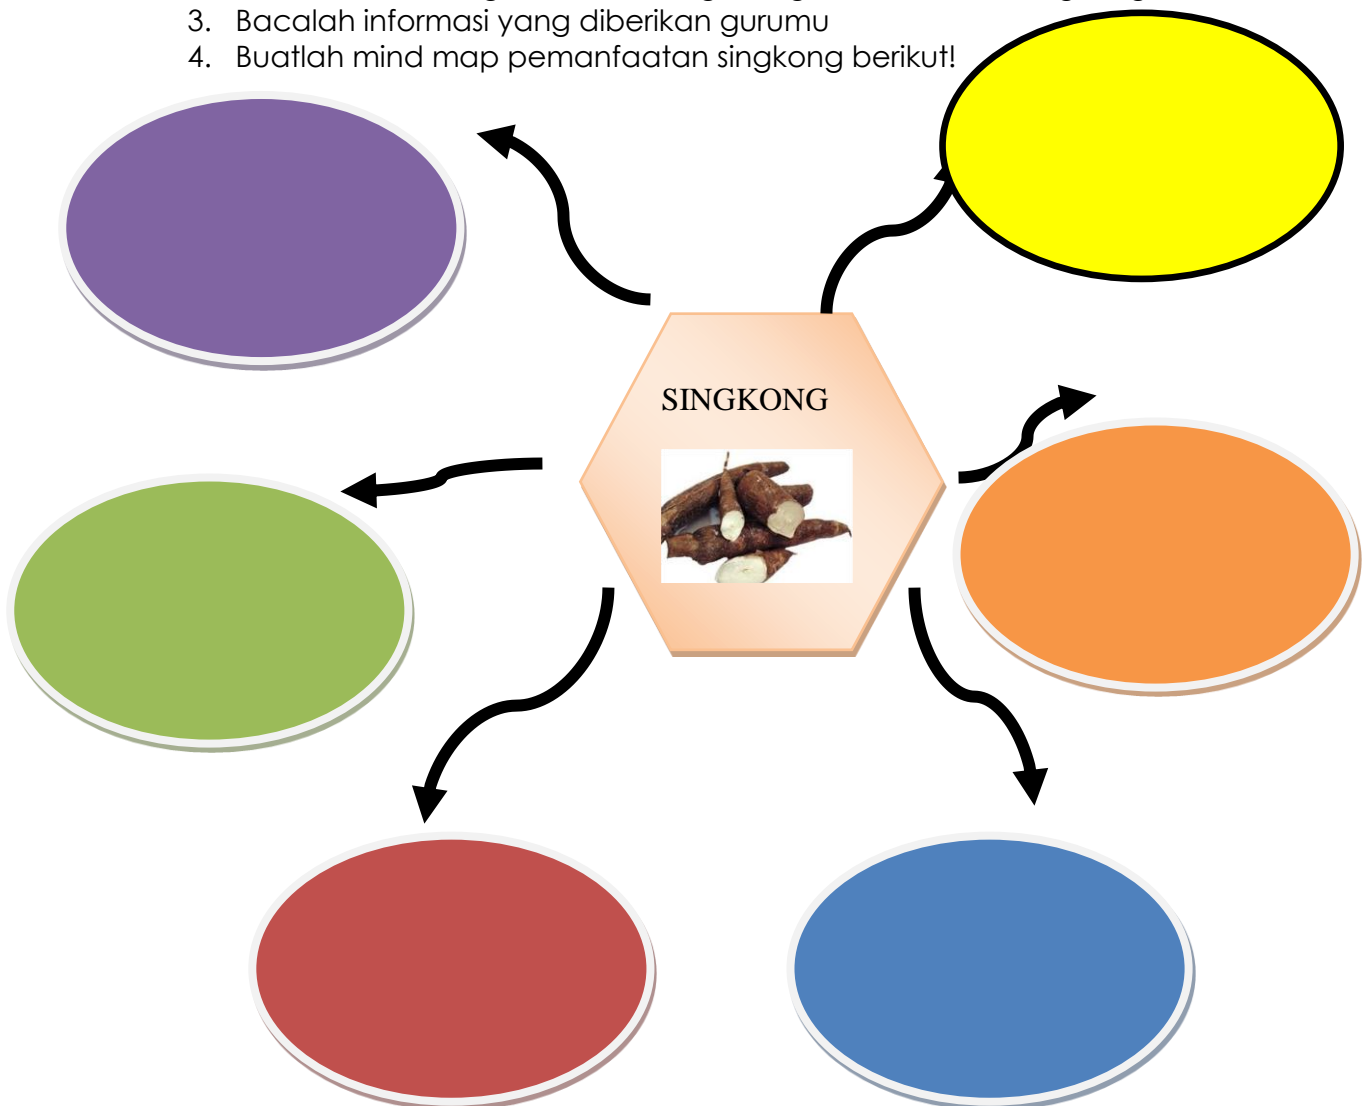 3. Bacalah informasi yang diberikan gurumu
4. Buatlah mind map pemanfaatan singkong berikut!
SINGKONG